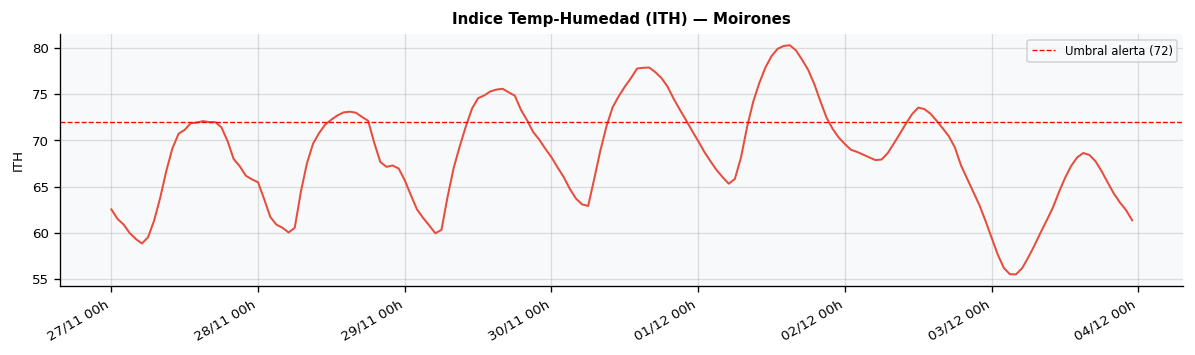 Indice Temp-Humedad (ITH) — Moirones
Umbral alerta (72)
ITH
80
75
70
65
60
55
27/11 00h
28/11 00h
29/11 00h
30/11 00h
01/12 00h
02/12 00h
03/12 00h
04/12 00h